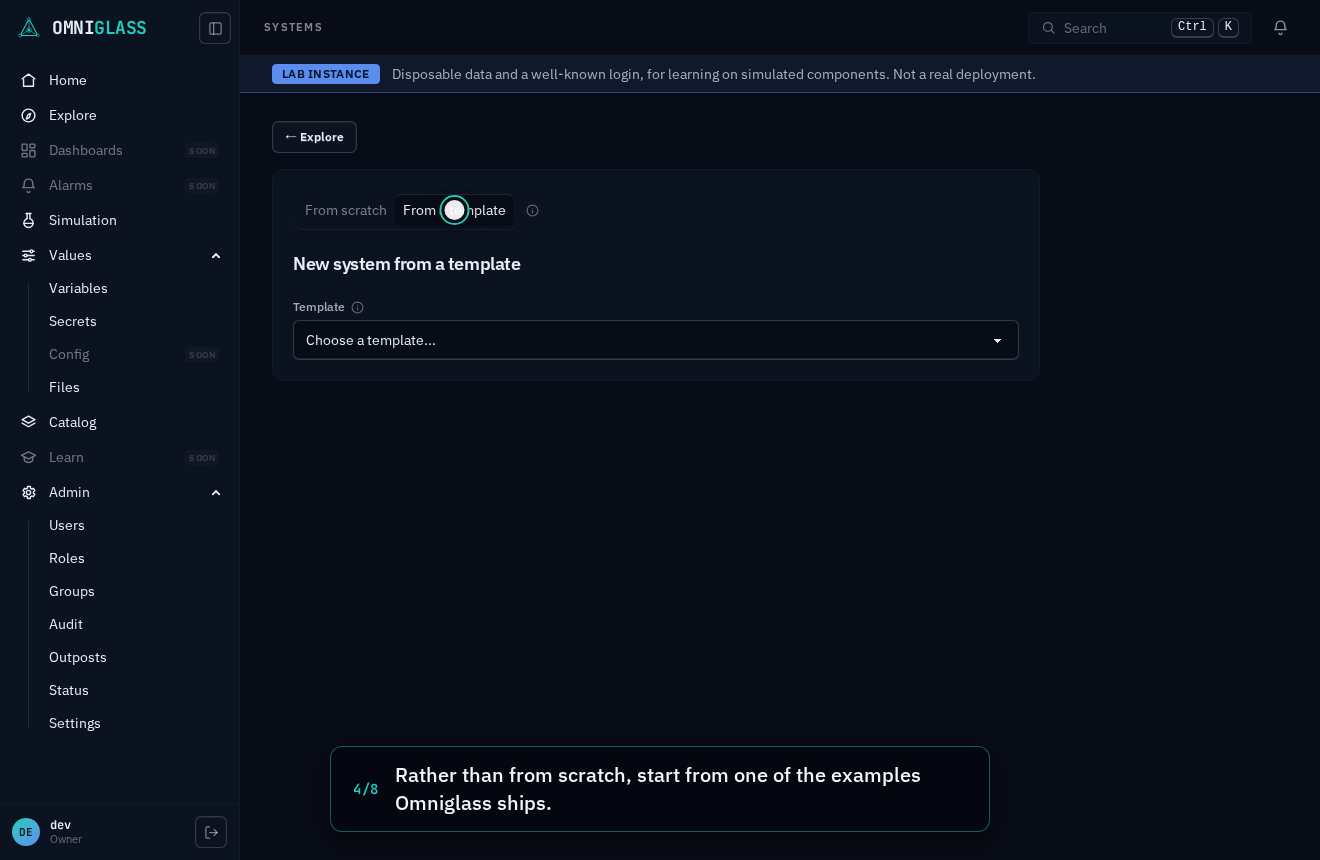 OMNIGLASS
SYSTEMS
Search
Ctrl K
LAB INSTANCE
Disposable data and a well-known login, for learning on simulated components. Not a real deployment.
Home
Explore
Dashboards SOON
Alarms SOON
Simulation
Values
Variables
Secrets
Config SOON
Files
Catalog
Learn SOON
Admin
Users
Roles
Groups
Audit
Outposts
Status
Settings
DE
dev
Owner
← Explore
From scratch
From
New system from a template
Template
Choose a template...
4/8
Rather than from scratch, start from one of the examples
Omniglass ships.